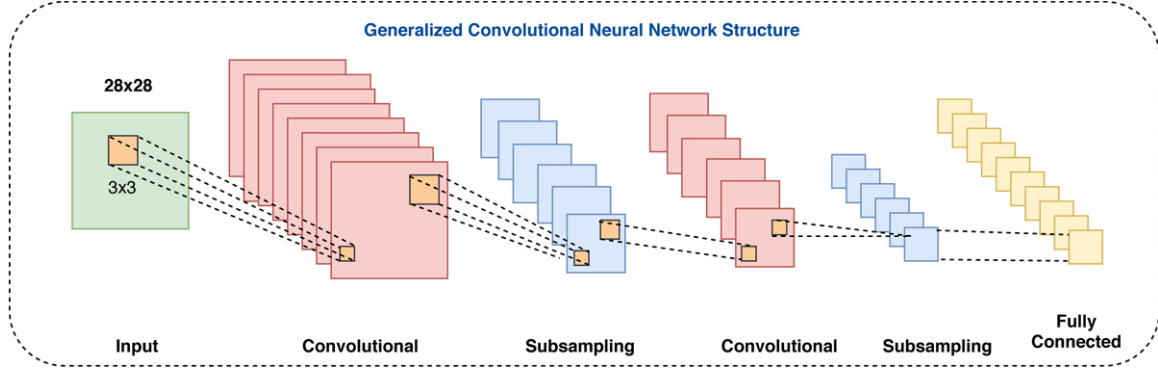 Generalized Convolutional Neural Network Structure
28x28
3x3
Input
Convolutional
Subsampling
Convolutional
Subsampling
Fully
Connected